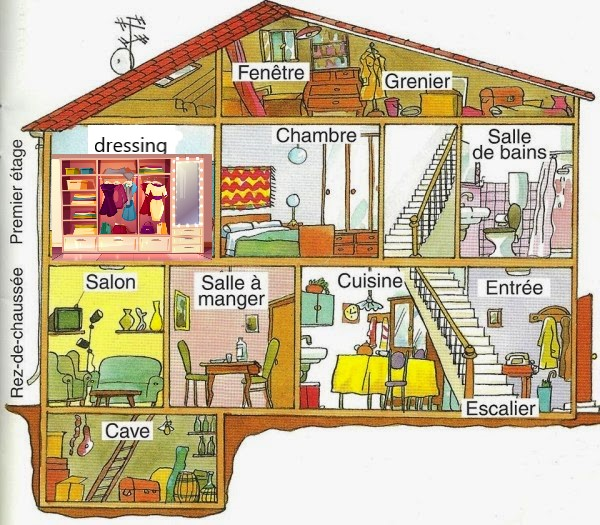 Fenêtre
Grenier
dressing
Chambre
Salle
de bains
Premier étage
Salon
Salle à
manger
Cuisine
Entrée
Rez-de-chaussée
Escalier
Cave